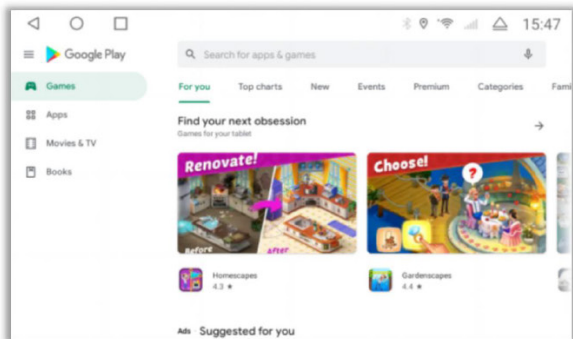 15:47
Google Play
Search for apps & games
Games
Apps
Movies & TV
Books
For you
Top charts
New
Events
Premium
Categories
Fami
Find your next obsession
Games for your tablet
Renovate!
Before
After
Choose!
?
Homescapes
4.3 ★
Gardenscapes
4.4 ★
Ads · Suggested for you